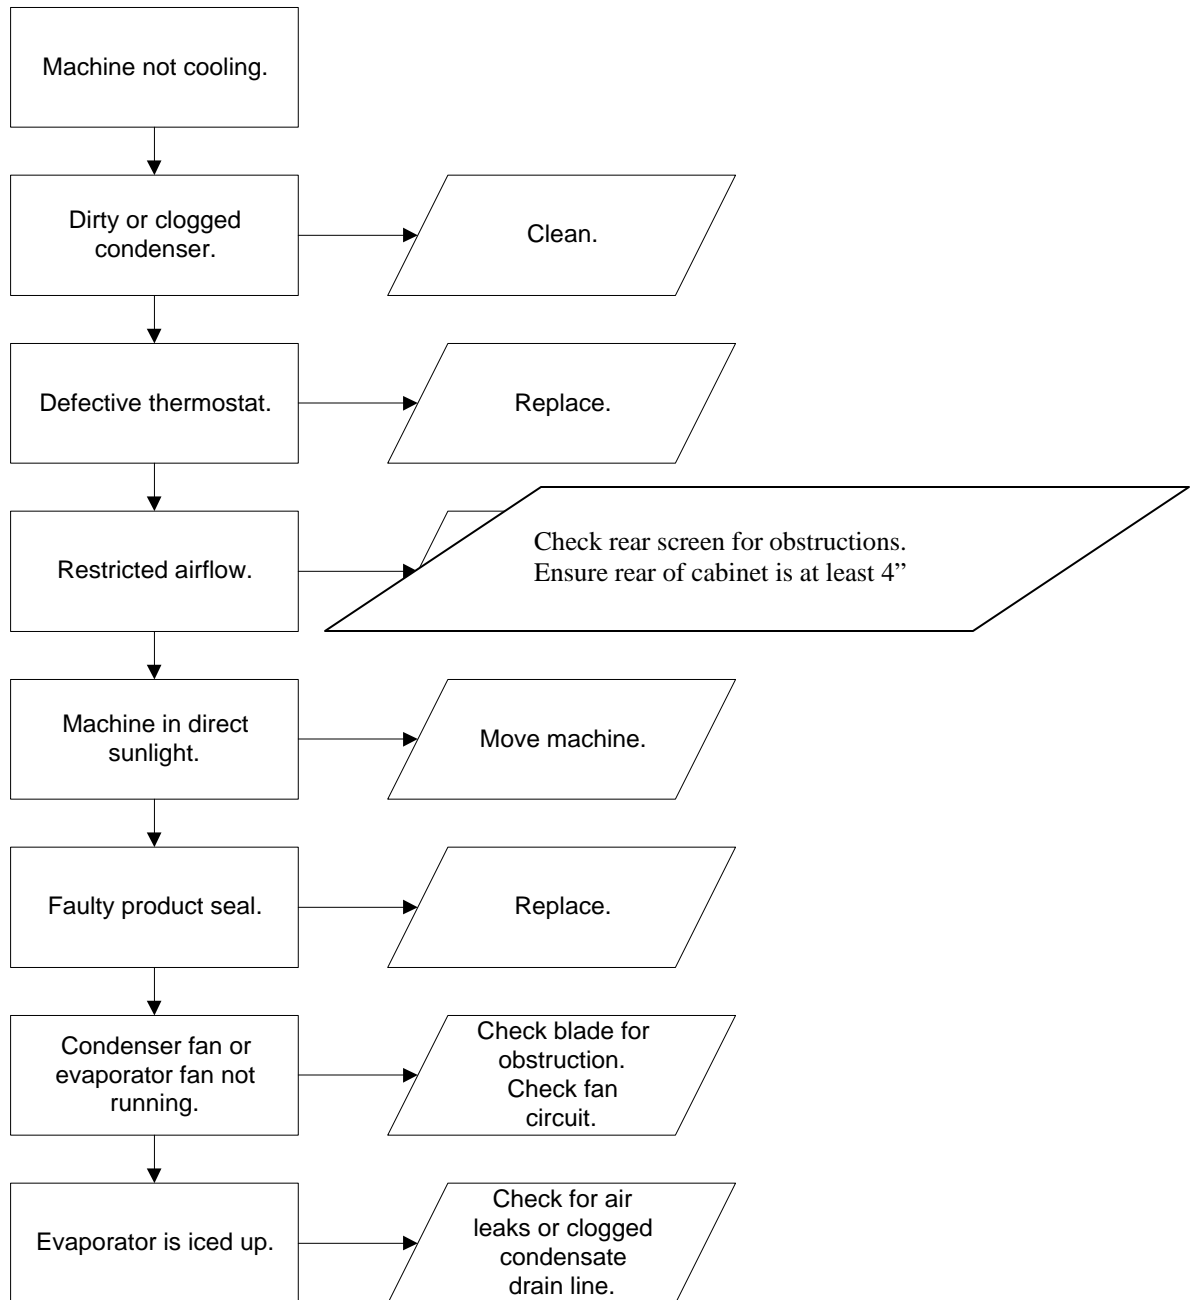 Machine not cooling.
Dirty or clogged
condenser.
Clean.
Defective thermostat.
Replace.
Restricted airflow.
Check rear screen for obstructions.
Ensure rear of cabinet is at least 4”
Machine in direct
sunlight.
Move machine.
Faulty product seal.
Replace.
Condenser fan or
evaporator fan not
running.
Check blade for
obstruction.
Check fan
circuit.
Evaporator is iced up.
Check for air
leaks or clogged
condensate
drain line.